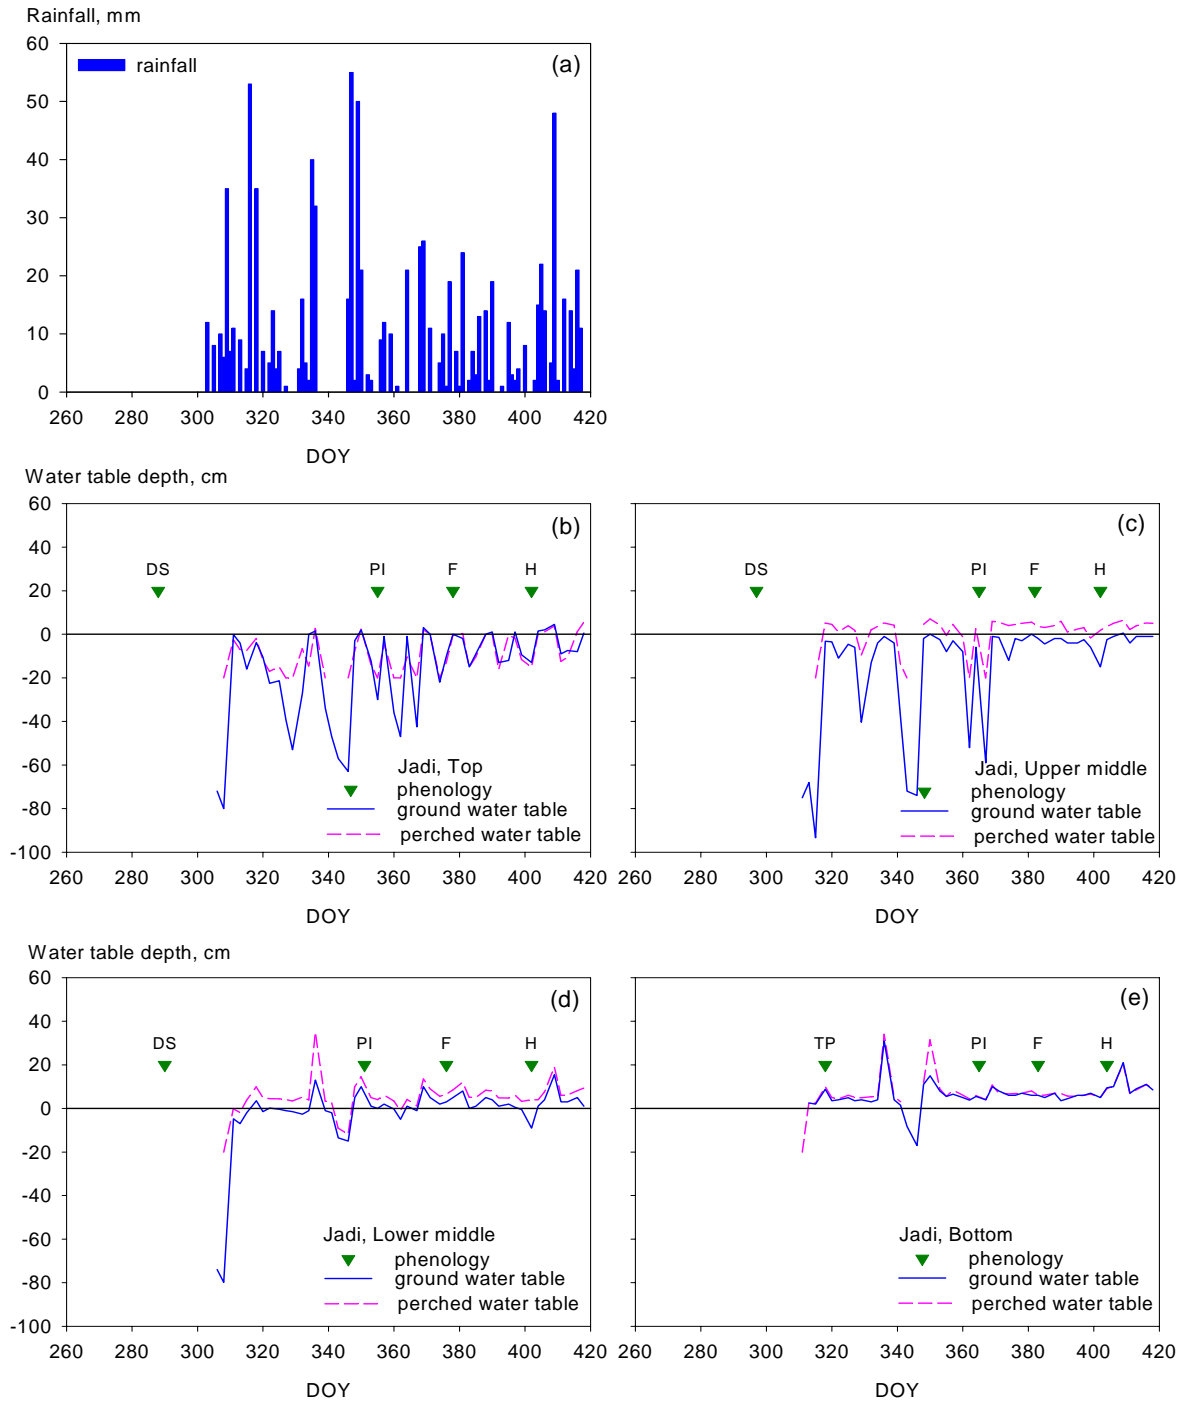 Rainfall, mm
60
rainfall
(a)
50
40
30
20
10
0
260 280 300 320 340 360 380 400 420
DOY
Water table depth, cm
60
(b)
(c)
40
DS PI F H
DS PI F H
20
0
-20
-40
-60
Jadi, Top
Jadi, Upper middle
phenology
phenology
-80
ground water table
ground water table
perched water table
perched water table
-100
260 280 300 320 340 360 380 400 420
260 280 300 320 340 360 380 400 420
DOY
DOY
Water table depth, cm
60
(d)
(e)
40
DS PI F H
TP PI F H
20
0
-20
-40
-60
Jadi, Lower middle
Jadi, Bottom
phenology
phenology
-80
ground water table
ground water table
perched water table
perched water table
-100
260 280 300 320 340 360 380 400 420
260 280 300 320 340 360 380 400 420
DOY
DOY